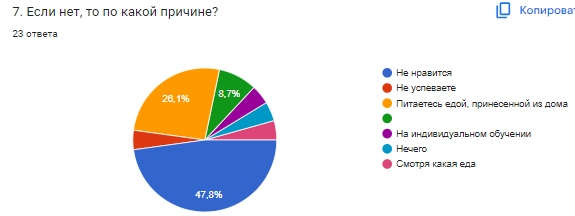 7. Если нет, то по какой причине?
Копироват
23 ответа
Не нравится
Не успеваете
Питаетесь едой, принесенной из дома
На индивидуальном обучении
Нечего
Смотря какая еда
26,1%
8,7%
47,8%